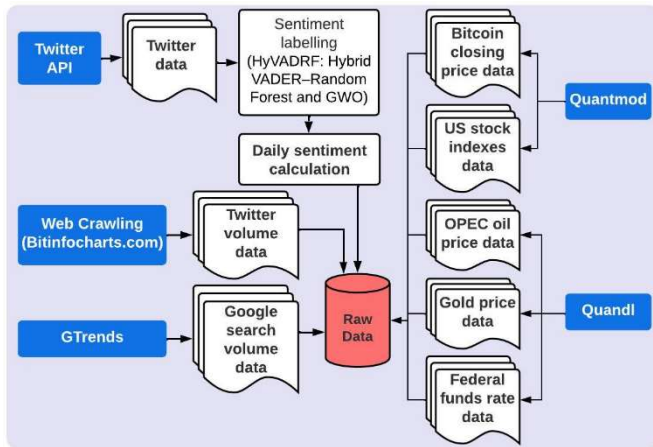 Twitter
API
Twitter
data
Sentiment
labelling
(HyVADRF: Hybrid
VADER–Random
Forest and GWO)
Daily sentiment
calculation
Web Crawling
(Bitinfocharts.com)
Twitter
volume
data
GTrends
Google
search
volume
data
Raw
Data
Bitcoin
closing
price data
US stock
indexes
data
Quantmod
OPEC oil
price data
Gold price
data
Federal
funds rate
data
Quandl